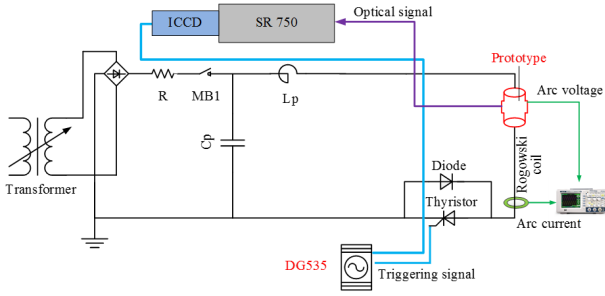 ICCD
SR 750
Optical signal
Prototype
Arc voltage
R
MB1
Lp
Cp
Transformer
Diode
Thyristor
Rogowski
coil
Arc current
DG535
Triggering signal